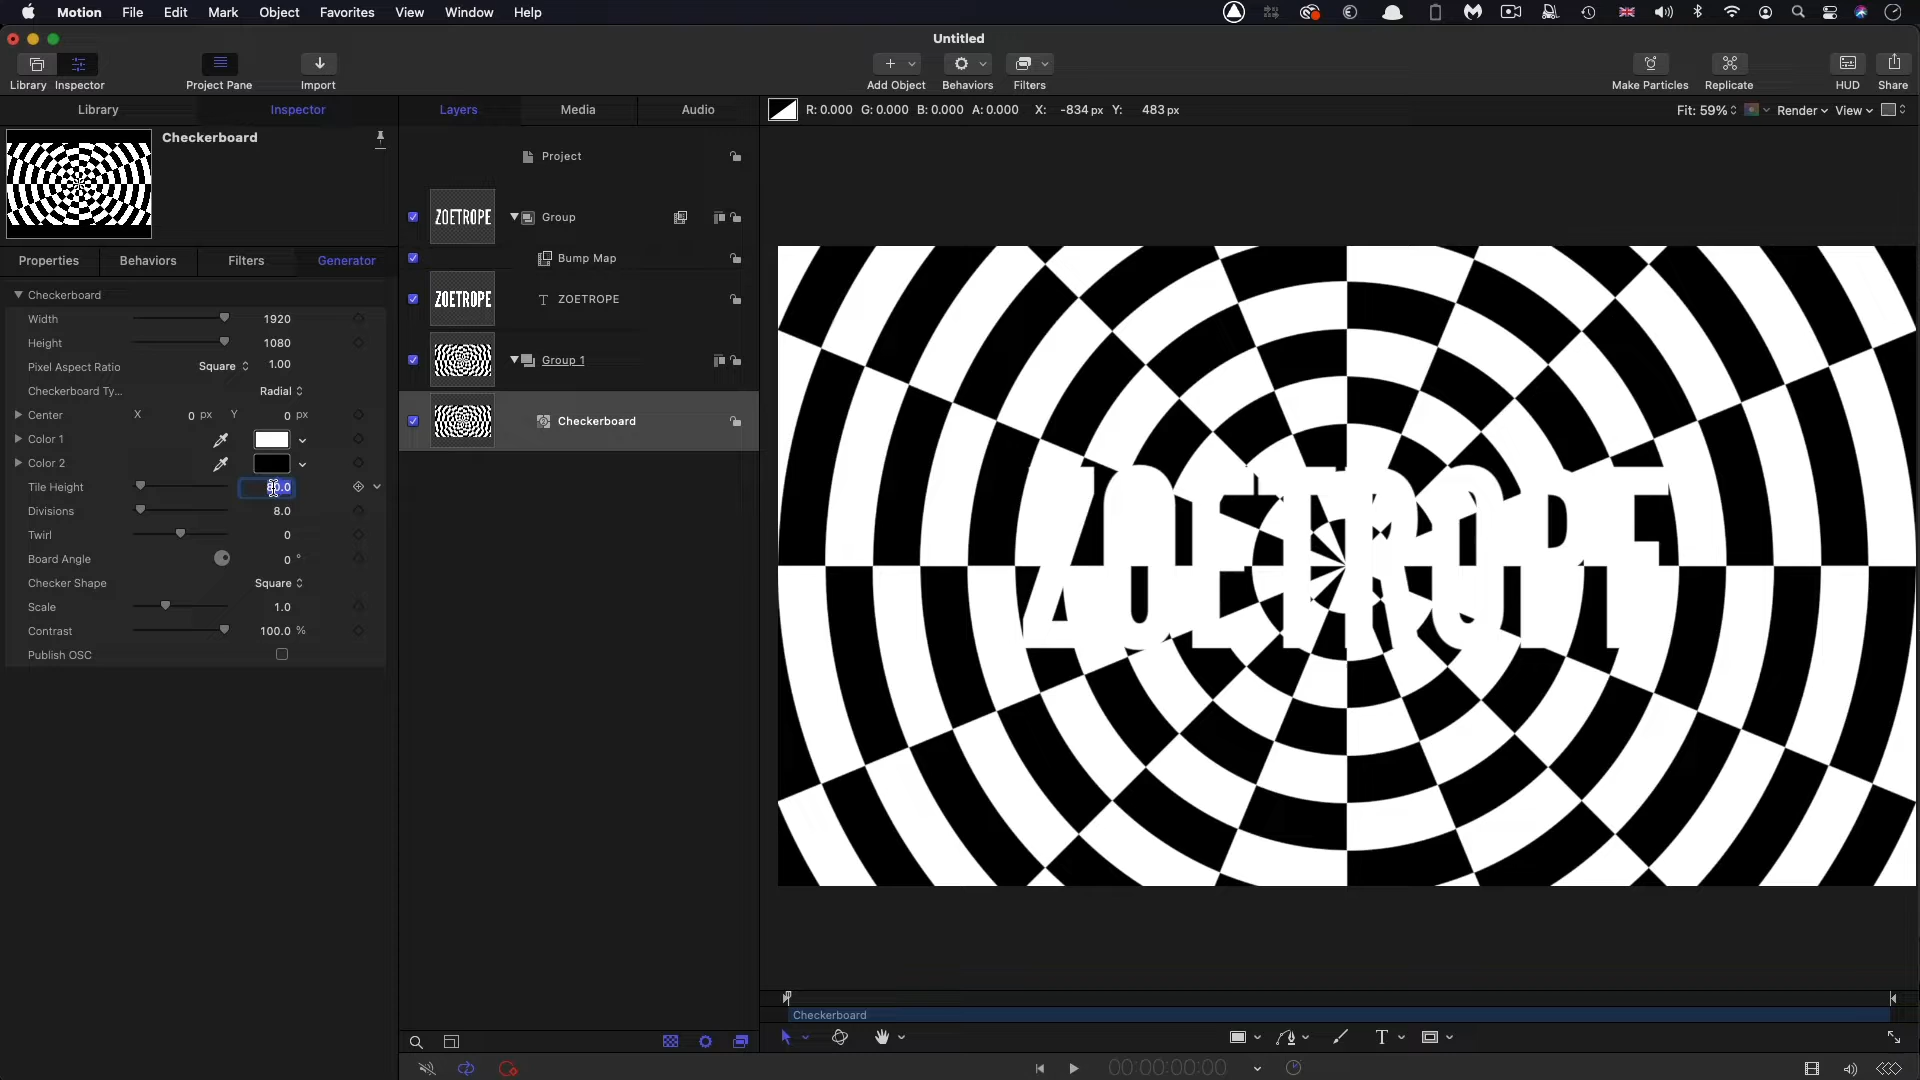 Motion File Edit Mark Object Favorites View Window Help
Untitled
Library Inspector Project Pane Import Add Object Behaviors Filters Make Particles Replicate HUD Share
Library Inspector Layers Media Audio R: 0.000 G: 0.000 B: 0.000 A: 0.000 X: -834 px Y: 483 px Fit: 59% Render View
Checkerboard
Properties Behaviors Filters Generator
Checkerboard
Width 1920
Height 1080
Pixel Aspect Ratio Square 1.00
Checkerboard Ty... Radial
Center X 0 px Y 0 px
Color 1
Color 2
Tile Height
Divisions 8.0
Twirl 0
Board Angle 0 °
Checker Shape Square
Scale 1.0
Contrast 100.0 %
Publish OSC
Project
ZOETROPE Group
Bump Map
ZOETROPE T ZOETROPE
Group 1
Checkerboard
ZOETROPE
Checkerboard
T
00:00:00:00